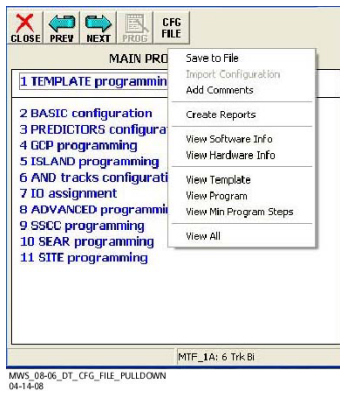 CLOSE PREV NEXT PROG CFG FILE
MAIN PRO
1 TEMPLATE programmin
2 BASIC configuration
3 PREDICTORS configura
4 GCP programming
5 ISLAND programming
6 AND tracks configurati
7 IO assignment
8 ADVANCED programmi
9 SSCC programming
10 SEAR programming
11 SITE programming
Save to File
Import Configuration
Add Comments
Create Reports
View Software Info
View Hardware Info
View Template
View Program
View Min Program Steps
View All
MTF_1A: 6 Trk Bi
MWS_08-06_DT_CFG_FILE_PULLDOWN
04-14-08